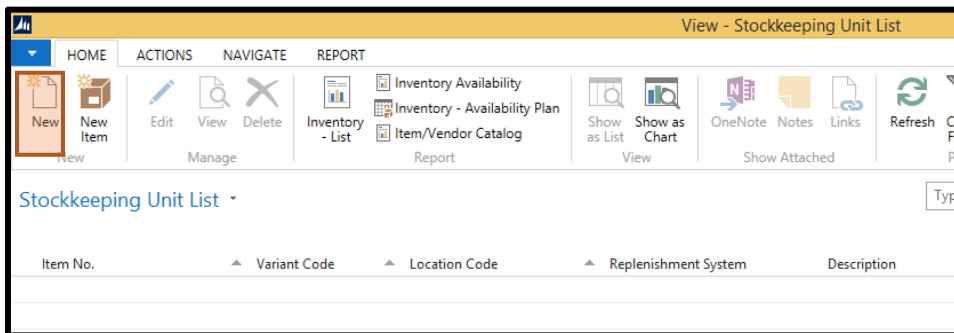 View - Stockkeeping Unit List
HOME ACTIONS NAVIGATE REPORT
New
New Item
Edit
View
Delete
Inventory - List
Inventory Availability
Inventory - Availability Plan
Item/Vendor Catalog
Show as List
Show as Chart
OneNote
Notes
Links
Refresh
New Manage Report View Show Attached
Stockkeeping Unit List
Typ
Item No. Variant Code Location Code Replenishment System Description